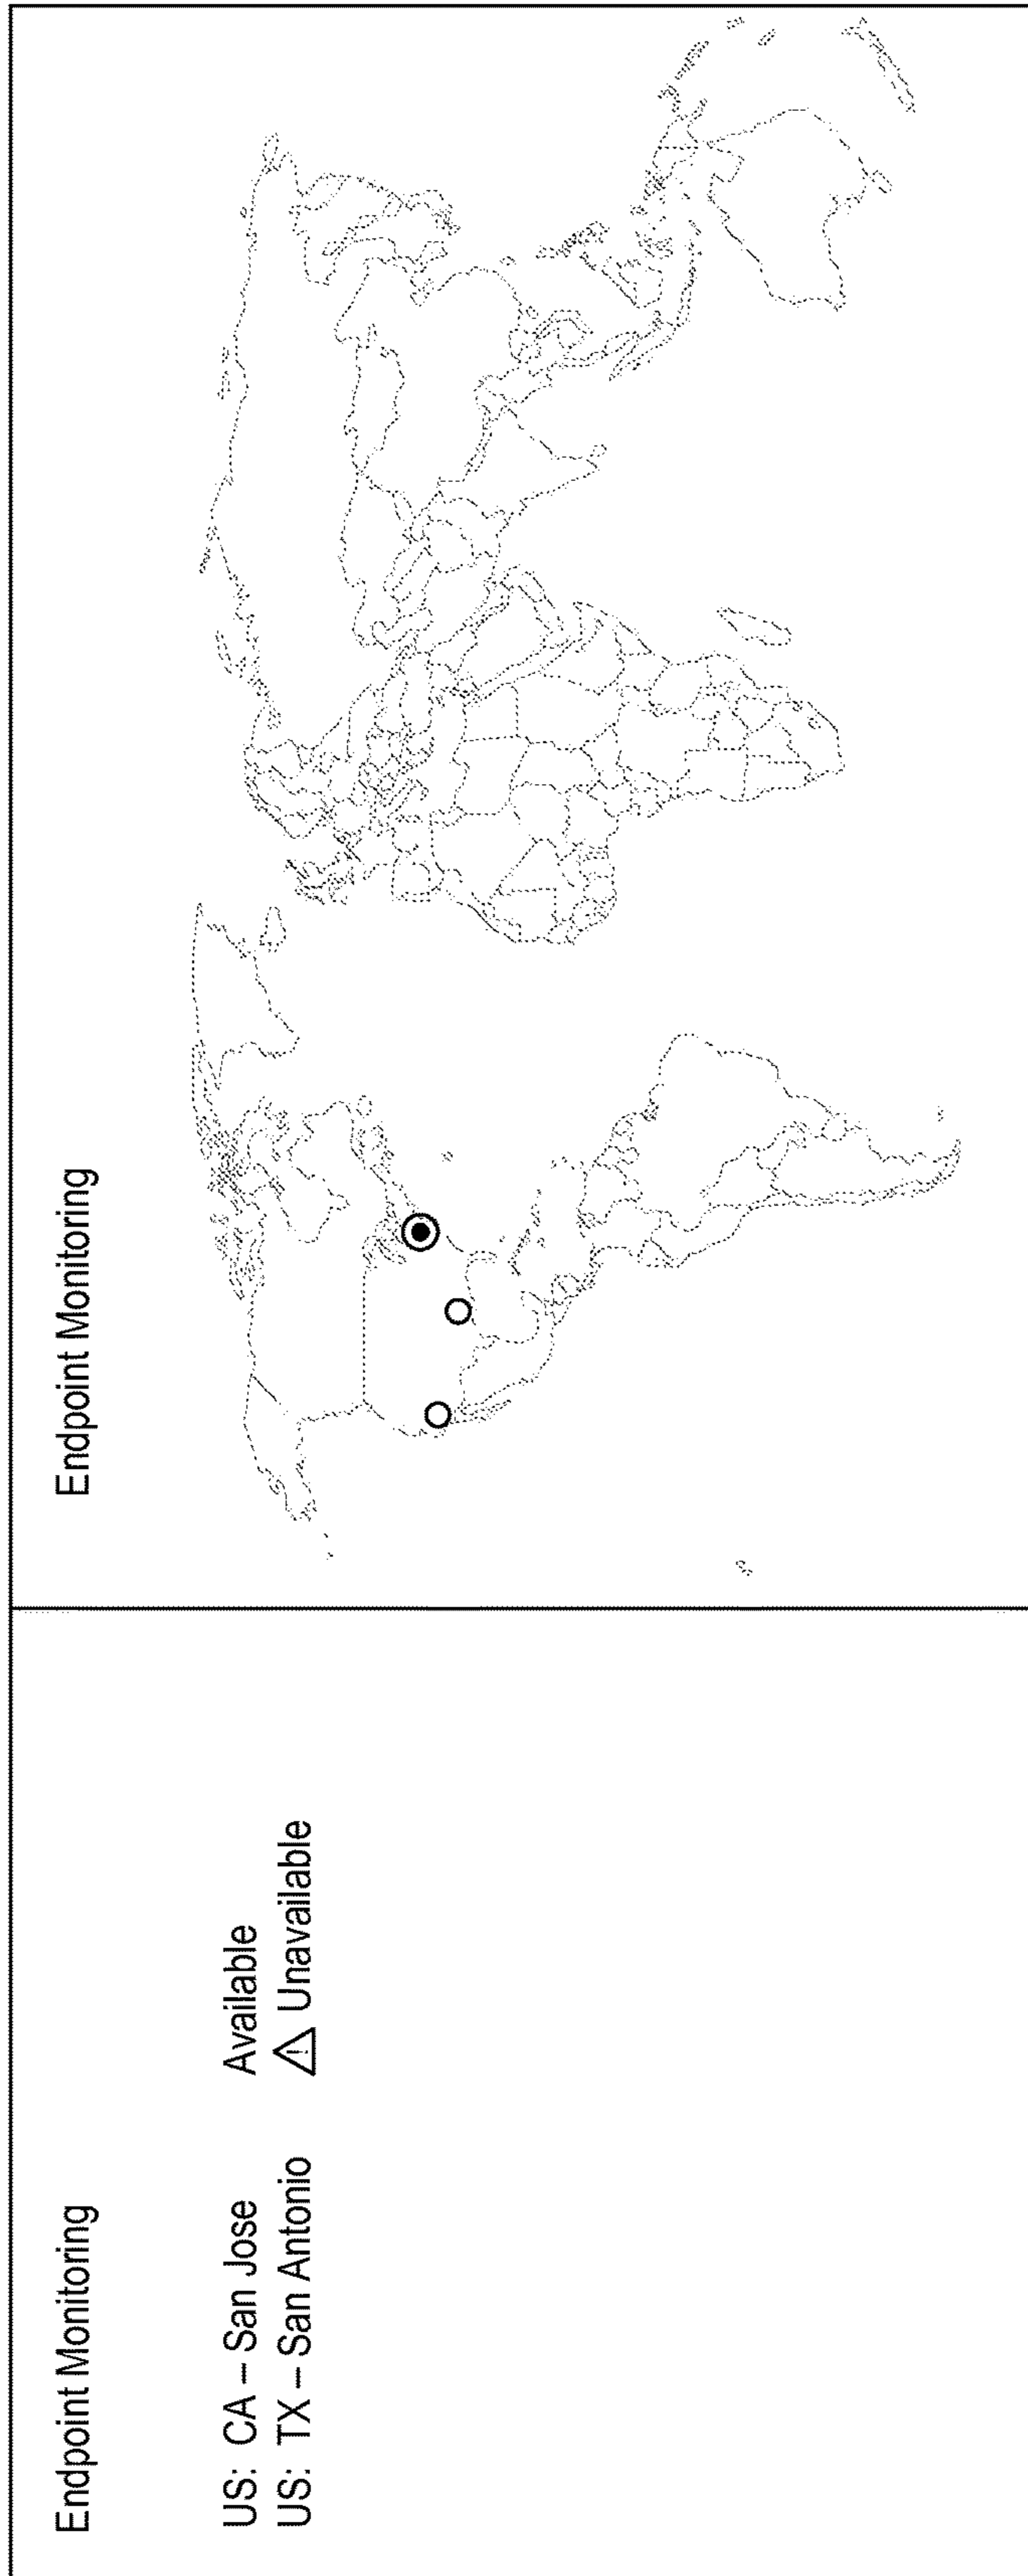 Endpoint Monitoring
US: CA – San Jose Available
US: TX – San Antonio ⚠ Unavailable
Endpoint Monitoring